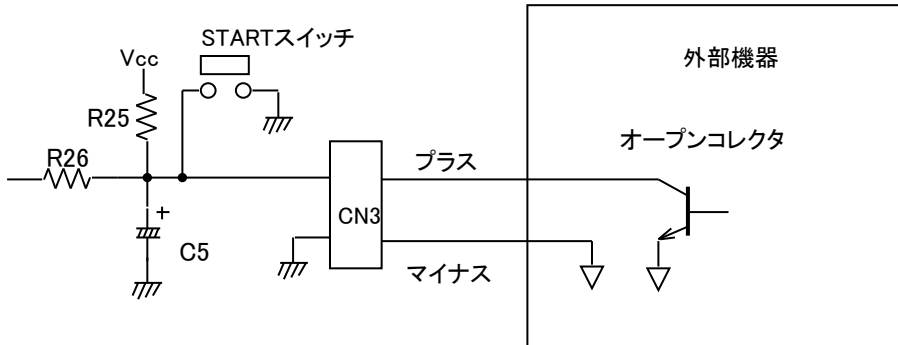 STARTスイッチ
外部機器
Vcc
R25
オープンコレクタ
R26
プラス
+
CN3
C5
マイナス